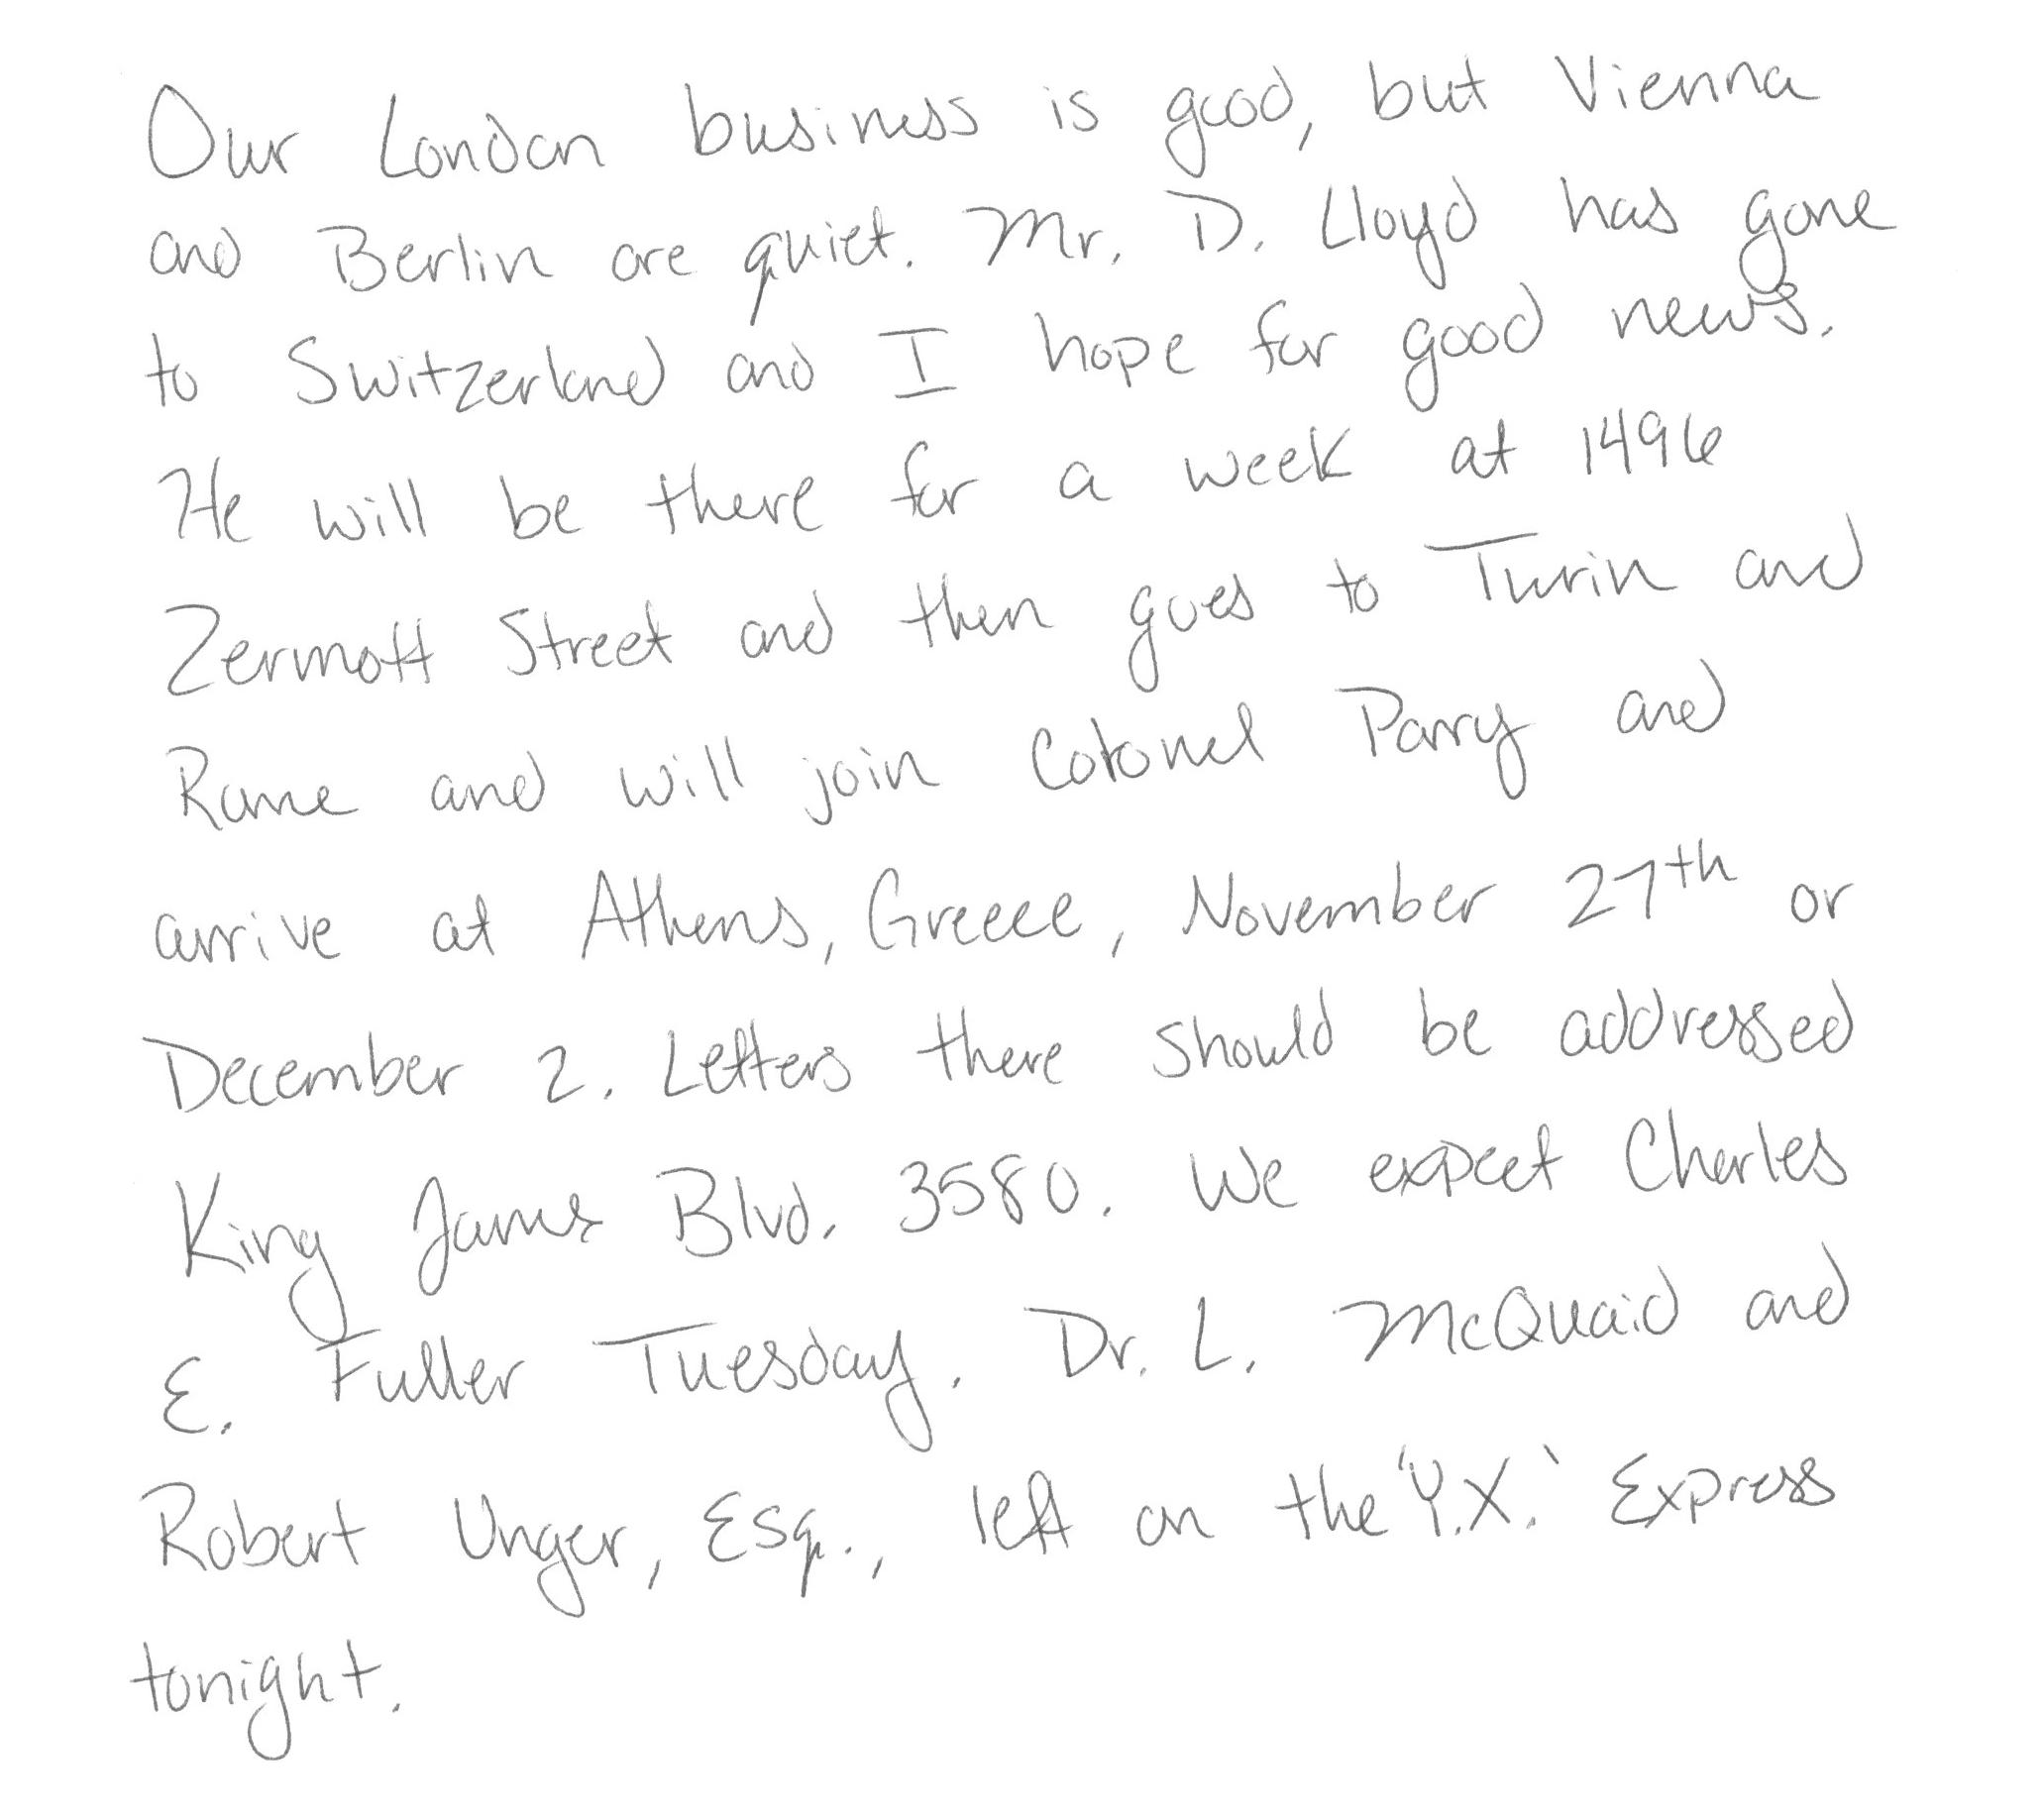 Our London business is good, but Vienna
and Berlin are quiet. Mr. D. Lloyd has gone
to Switzerland and I hope for good news.
He will be there for a week at 1496
Zermott Street and then goes to Turin and
Rome and will join Colonel Parry and
arrive at Athens, Greece, November 27th or
December 2. Letters there should be addressed
King James Blvd. 3580. We expect Charles
E. Fuller Tuesday. Dr. L. McQuaid and
Robert Unger, Esq., left on the 'Y.X.' Express
tonight.